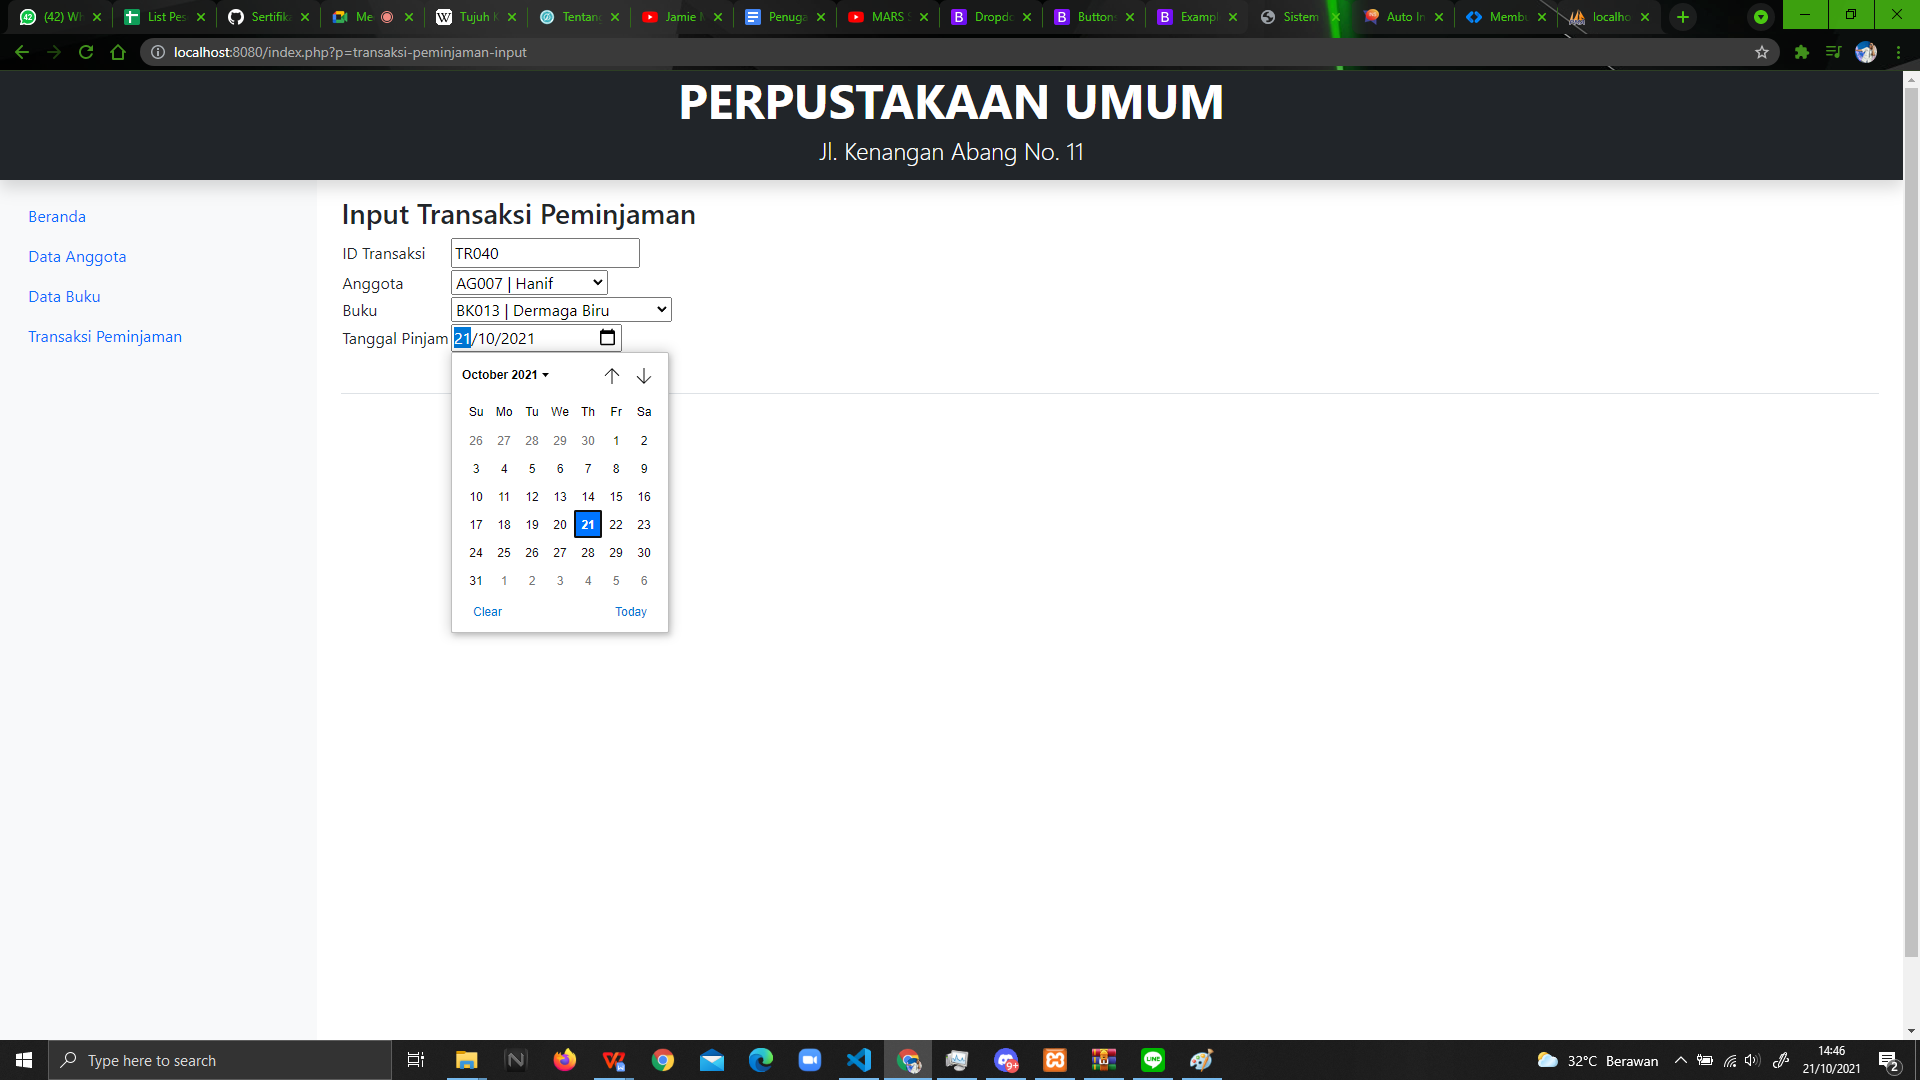 (42) Wh
List Pes
Sertifik
Me
Tujuh K
Tentang
Jamie M
Penuga
MARS
Dropdo
Button
Exampl
Sistem
Auto In
Membu
localho
localhost:8080/index.php?p=transaksi-peminjaman-input
PERPUSTAKAAN UMUM
Jl. Kenangan Abang No. 11
Beranda
Data Anggota
Data Buku
Transaksi Peminjaman
Input Transaksi Peminjaman
ID Transaksi TR040
Anggota AG007 | Hanif
Buku BK013 | Dermaga Biru
Tanggal Pinjam 21/10/2021
October 2021
Su Mo Tu We Th Fr Sa
26 27 28 29 30 1 2
3 4 5 6 7 8 9
10 11 12 13 14 15 16
17 18 19 20 21 22 23
24 25 26 27 28 29 30
31 1 2 3 4 5 6
Clear Today
Type here to search
9+
32°C Berawan
14:46
21/10/2021
2